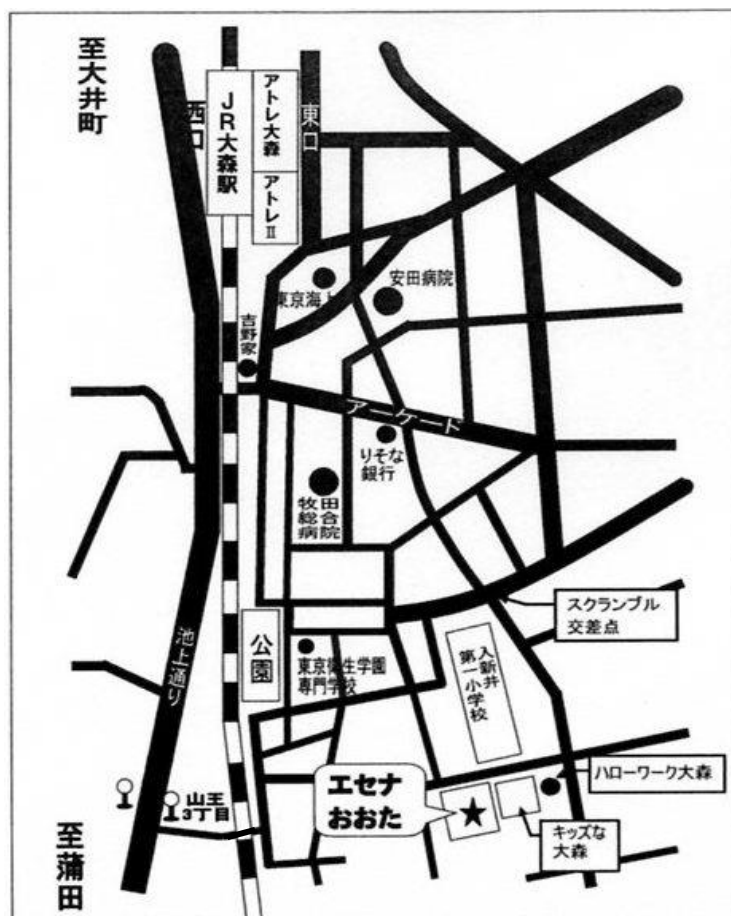 至大井町
西口
JR大森駅
アトレ大森
アトレⅡ
東口
東京海上
安田病院
吉野家
アーケード
りそな
銀行
牧田
総合
病院
スクランブル
交差点
池上通り
公園
東京衛生学園
専門学校
入新井
第一小学校
ハローワーク大森
エセナ
おおた
キッズな
大森
山王
3丁目
至蒲田